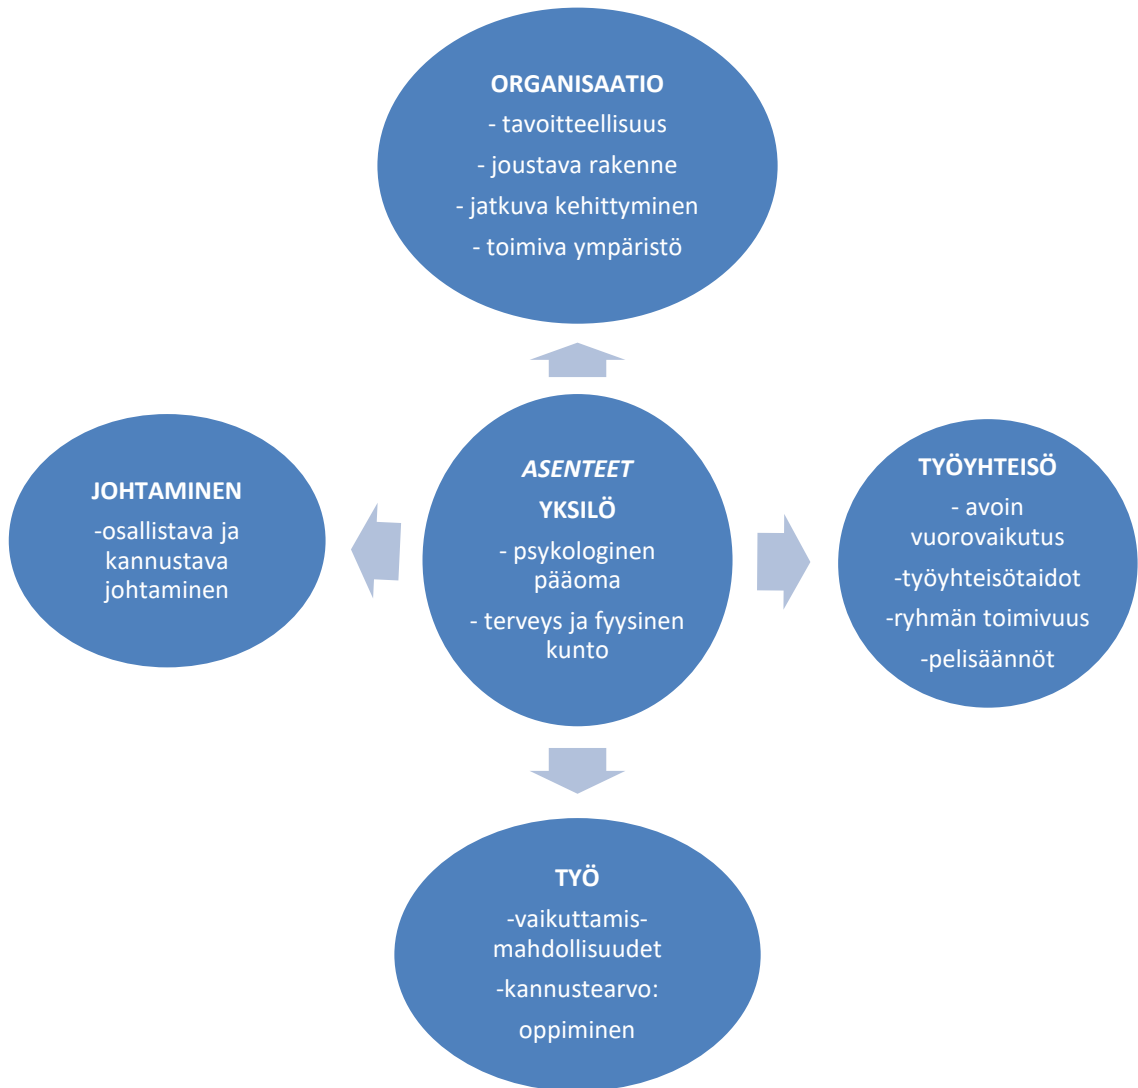 ORGANISAATIO
- tavoitteellisuus
- joustava rakenne
- jatkuva kehittyminen
- toimiva ympäristö
JOHTAMINEN
-osallistava ja
kannustava
johtaminen
ASENTEET
YKSILÖ
- psykologinen
pääoma
- terveys ja fyysinen
kunto
TYÖYHTEISÖ
- avoin
vuorovaikutus
-työyhteisötaidot
-ryhmän toimivuus
-pelisäännöt
TYÖ
-vaikuttamis-
mahdollisuudet
-kannustearvo:
oppiminen